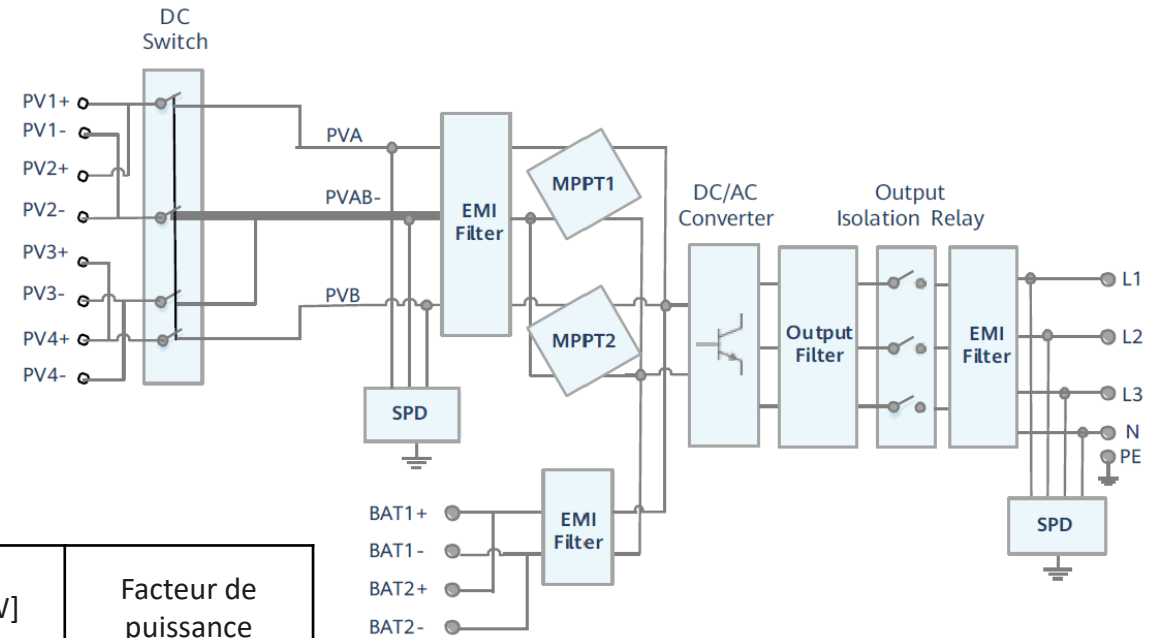 DC
Switch
PV1+
PV1-
PV2+
PV2-
PV3+
PV3-
PV4+
PV4-
PVA
PVAB-
PVB
EMI
Filter
SPD
MPPT1
MPPT2
DC/AC
Converter
Output
Isolation Relay
Output
Filter
EMI
Filter
L1
L2
L3
N
PE
SPD
BAT1+
BAT1-
BAT2+
BAT2-
EMI
Filter
Facteur de
puissance